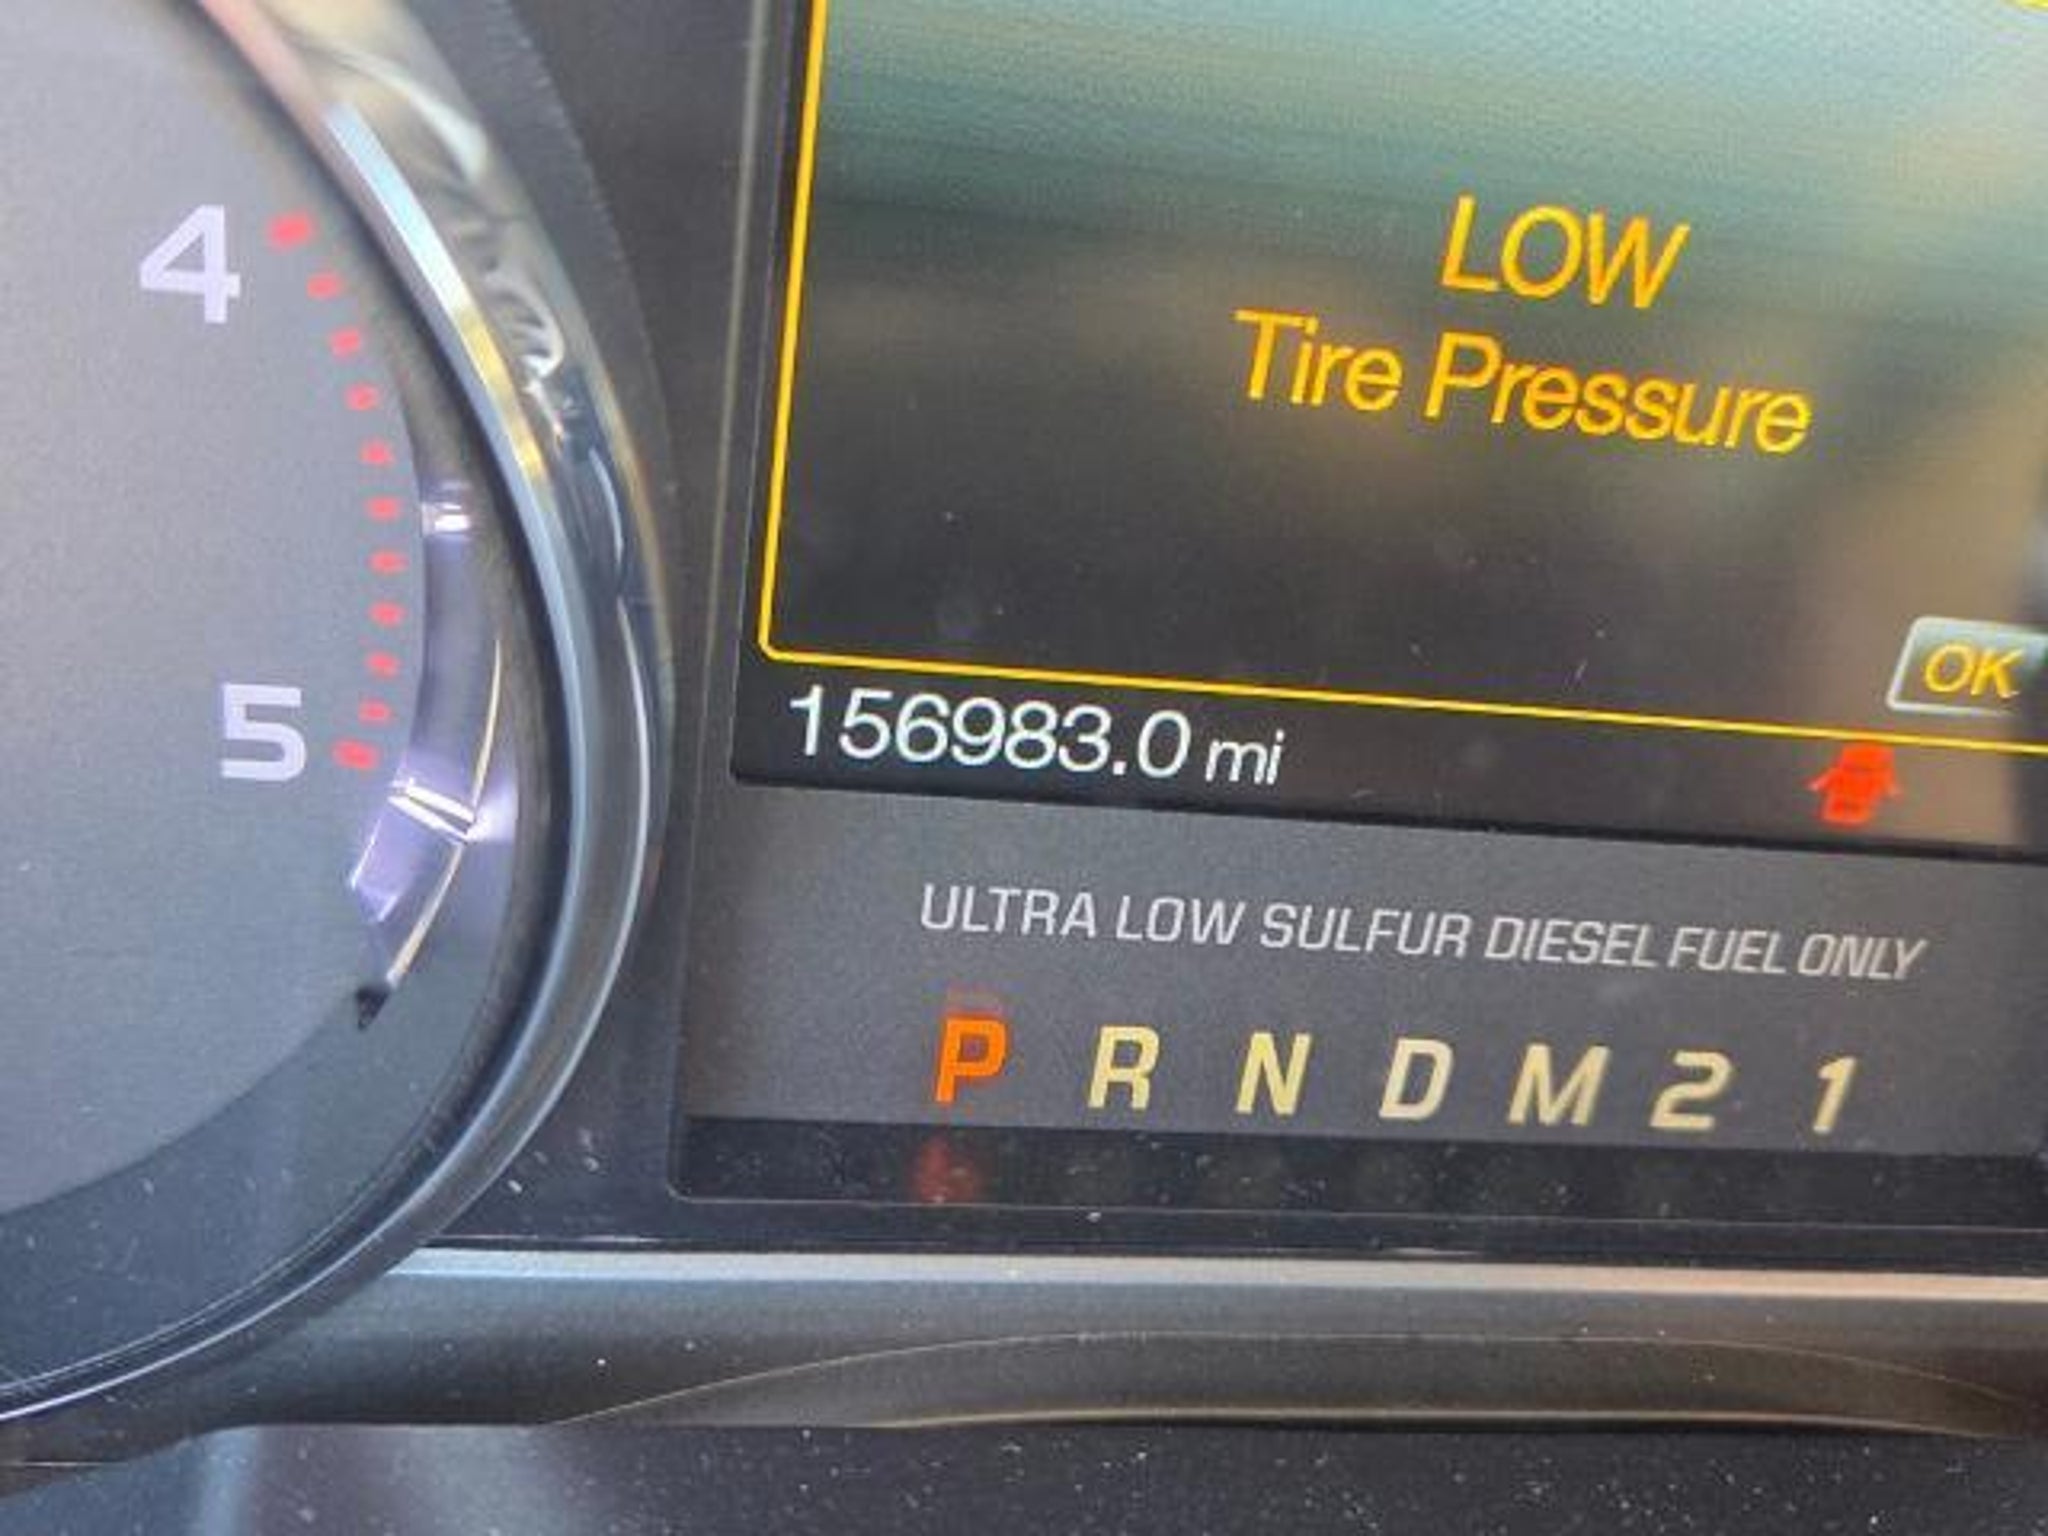 4
5
LOW
Tire Pressure
OK
156983.0 mi
ULTRA LOW SULFUR DIESEL FUEL ONLY
P R N D M 2 1